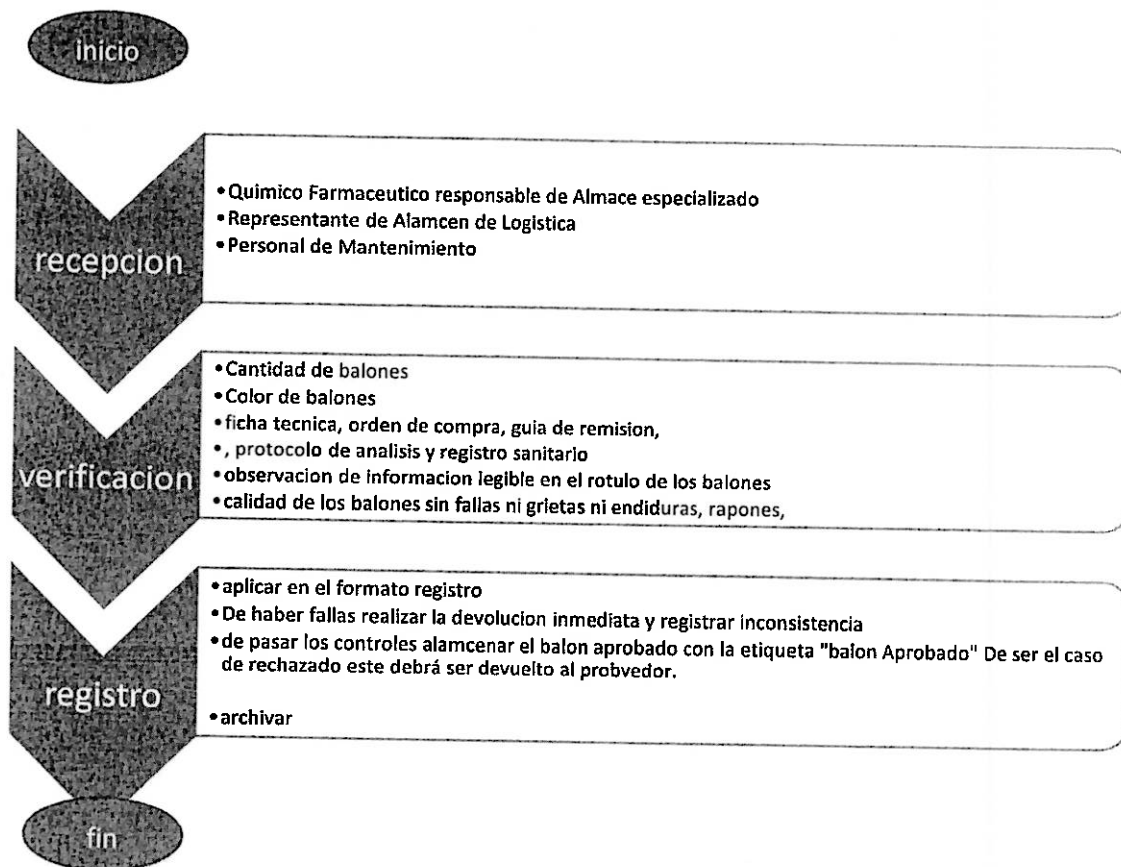 inicio
recepcion
•Quimico Farmaceutico responsable de Almace especializado
•Representante de Alamcen de Logistica
•Personal de Mantenimiento
verificacion
•Cantidad de balones
•Color de balones
•ficha tecnica, orden de compra, guia de remision,
•, protocolo de analisis y registro sanitario
•observacion de informacion legible en el rotulo de los balones
•calidad de los balones sin fallas ni grietas ni endiduras, rapones,
registro
•aplicar en el formato registro
•De haber fallas realizar la devolucion inmediata y registrar inconsistencia
•de pasar los controles alamcenar el balon aprobado con la etiqueta "balon Aprobado" De ser el caso
de rechazado este debrá ser devuelto al probvedor.
•archivar
fin